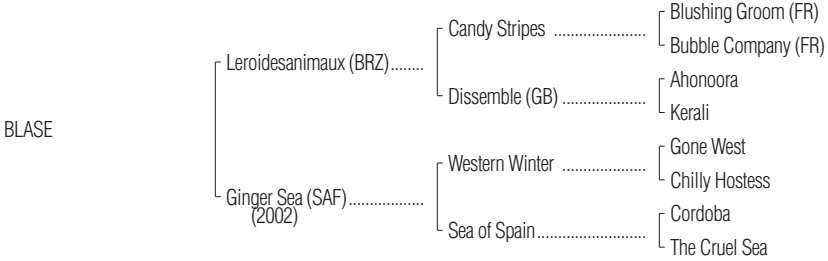 Blushing Groom (FR)
Candy Stripes ......................
Bubble Company (FR)
Leroidesanimaux (BRZ)........
Ahonoora
Dissemble (GB) ....................
Kerali
BLASE
Gone West
Western Winter ....................
Chilly Hostess
Ginger Sea (SAF)..................
(2002)
Cordoba
Sea of Spain..........................
The Cruel Sea